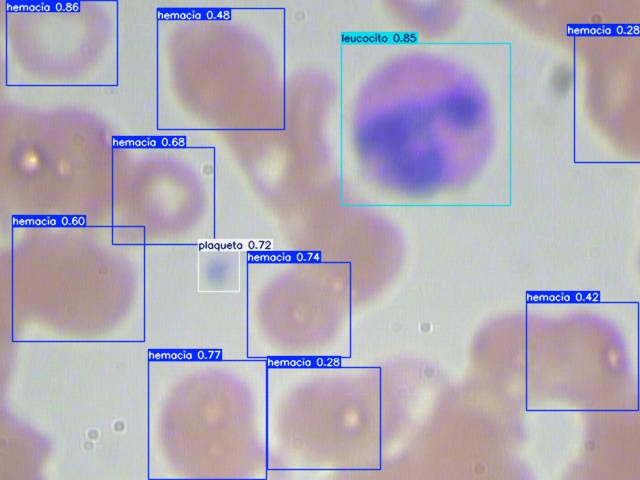 hemacia 0.86
hemacia 0.48
hemacia 0.28
leucocito 0.85
hemacia 0.68
hemacia 0.60
plaqueta 0.72
hemacia 0.74
hemacia 0.42
hemacia 0.77
hemacia 0.28